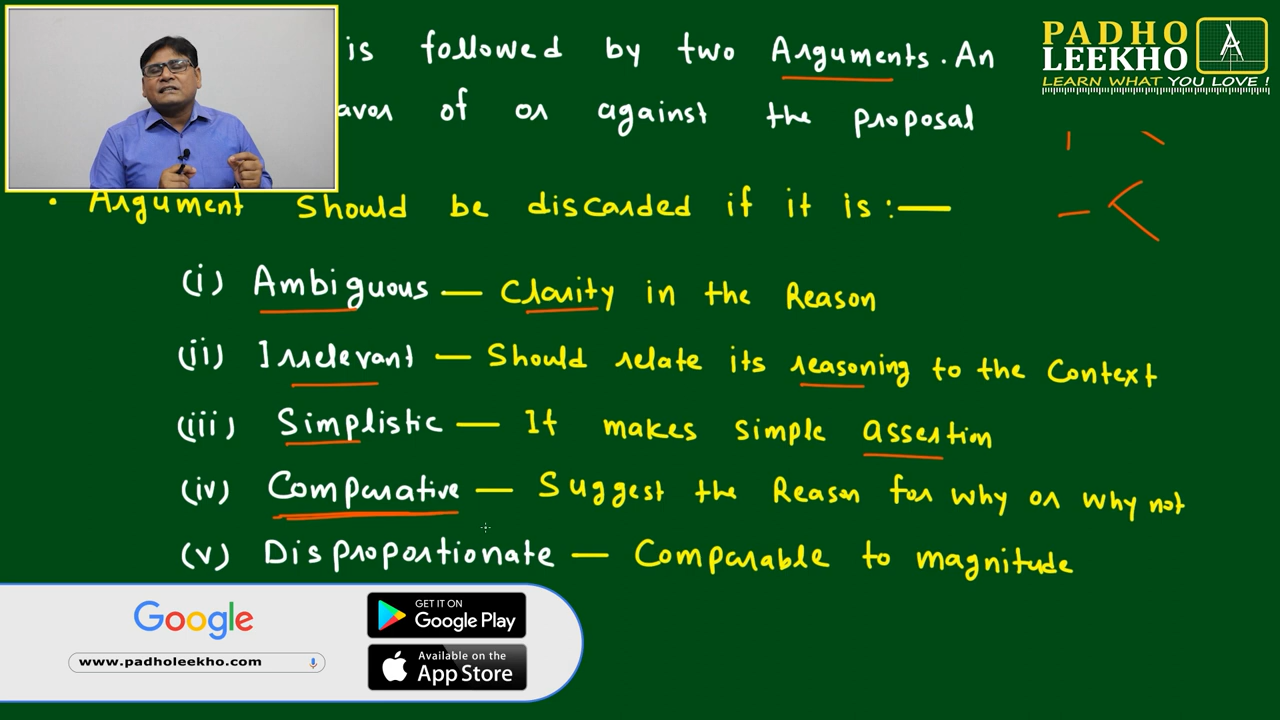 is followed by two Arguments. An
avor of or against the proposal
• Argument Should be discarded if it is:—
(i) Ambiguous — Clarity in the Reason
(ii) Irrelevant — Should relate its reasoning to the Context
(iii) Simplistic — It makes simple assertion
(iv) Comparative — Suggest the Reason for why or why not
(v) Disproportionate — Comparable to magnitude
PADHO
LEEKHO
LEARN WHAT YOU LOVE !
Google
www.padholeekho.com
GET IT ON
Google Play
Available on the
App Store